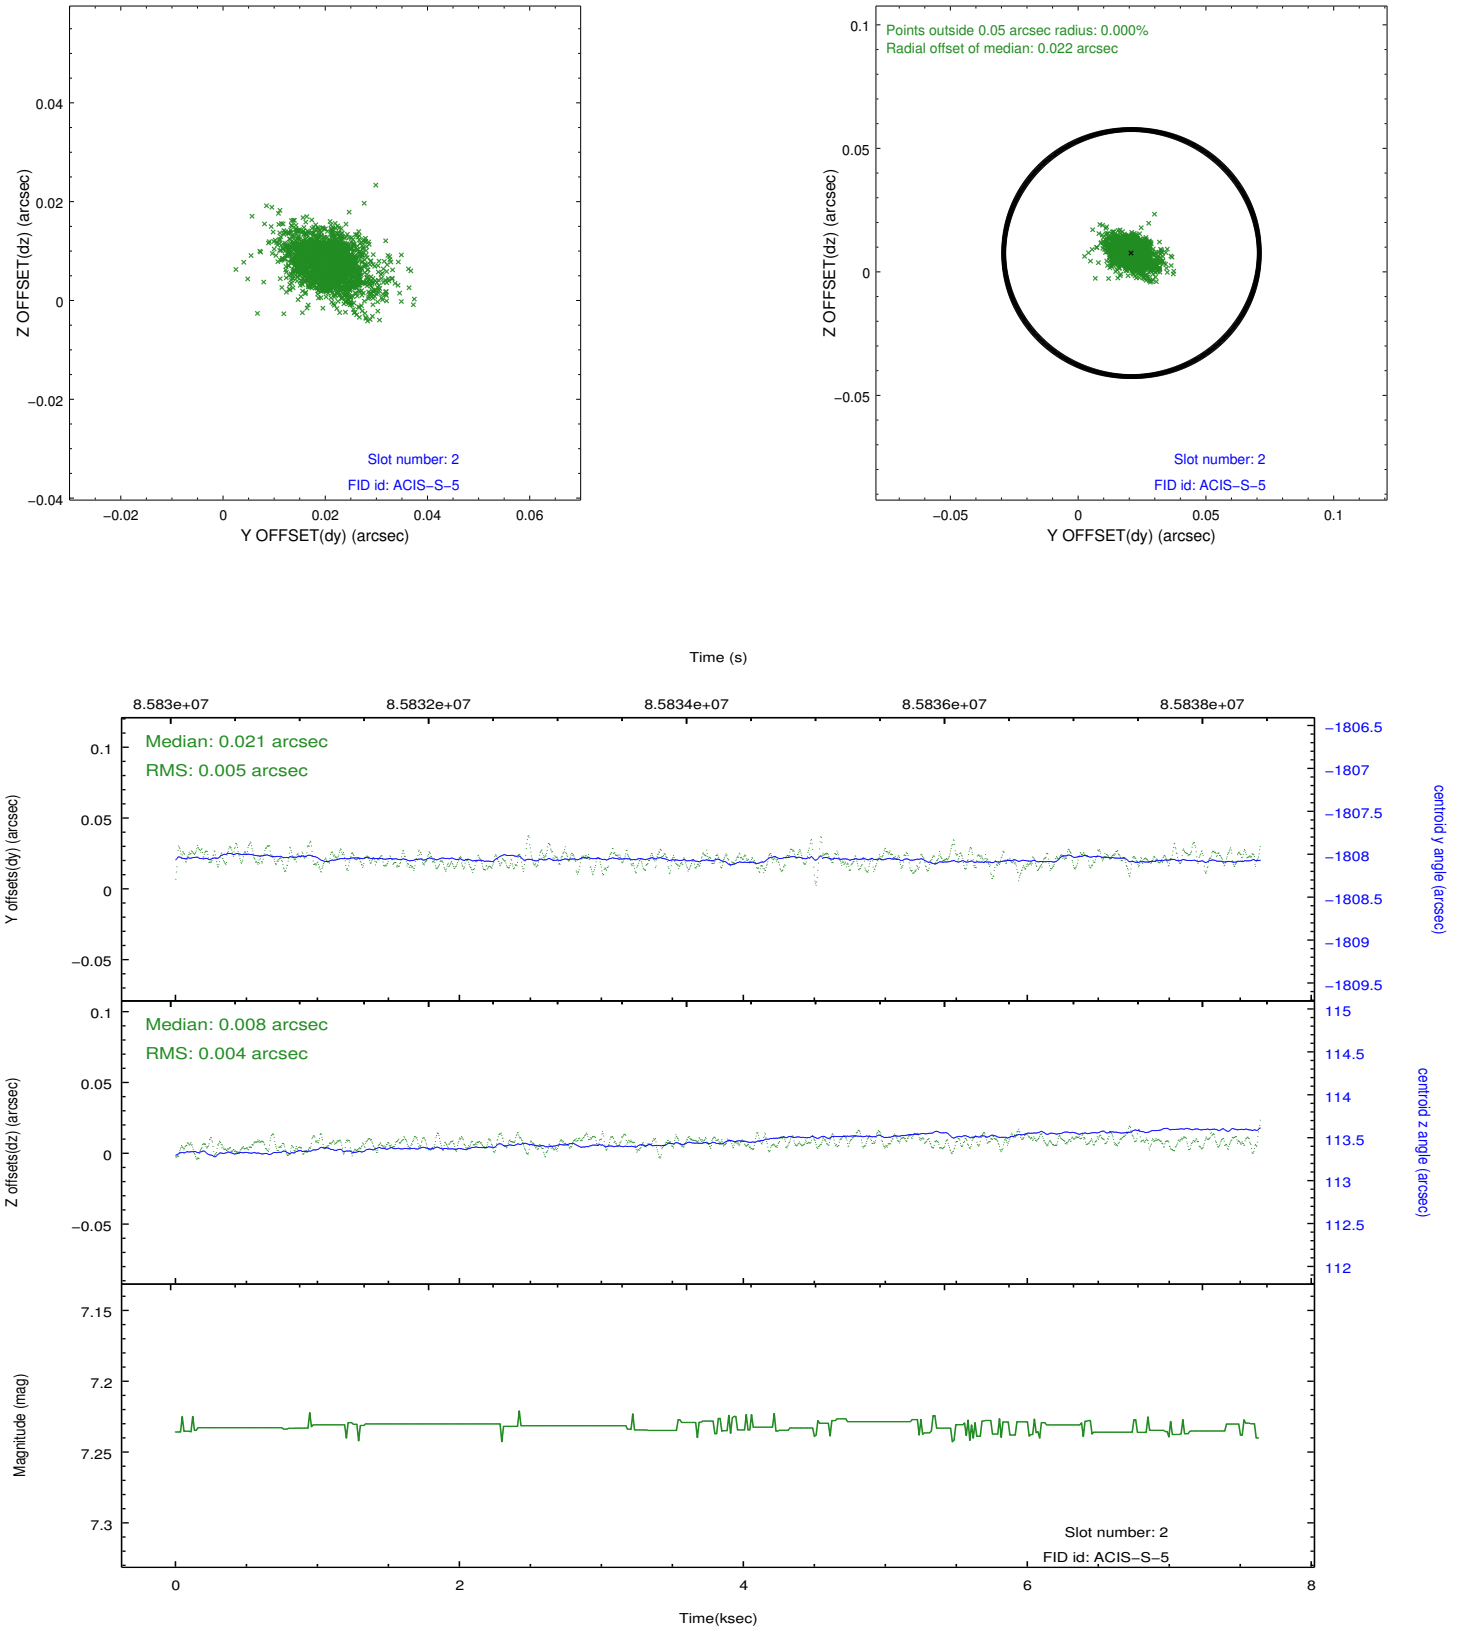 0.04
0.02
0
−0.02
−0.04
Z OFFSET(dz) (arcsec)
Slot number: 2
FID id: ACIS−S−5
−0.02 0 0.02 0.04 0.06
Y OFFSET(dy) (arcsec)
Points outside 0.05 arcsec radius: 0.000%
Radial offset of median: 0.022 arcsec
0.1
0.05
0
−0.05
Z OFFSET(dz) (arcsec)
Slot number: 2
FID id: ACIS−S−5
−0.05 0 0.05 0.1
Y OFFSET(dy) (arcsec)
Time (s)
8.583e+07 8.5832e+07 8.5834e+07 8.5836e+07 8.5838e+07
Median: 0.021 arcsec
RMS: 0.005 arcsec
0.1
0.05
0
−0.05
Y offsets(dy) (arcsec)
−1806.5
−1807
−1807.5
−1808
−1808.5
−1809
−1809.5
centroid y angle (arcsec)
Median: 0.008 arcsec
RMS: 0.004 arcsec
0.1
0.05
0
−0.05
Z offsets(dz) (arcsec)
115
114.5
114
113.5
113
112.5
112
centroid z angle (arcsec)
7.15
7.2
7.25
7.3
Magnitude (mag)
Slot number: 2
FID id: ACIS−S−5
0 2 4 6 8
Time(ksec)